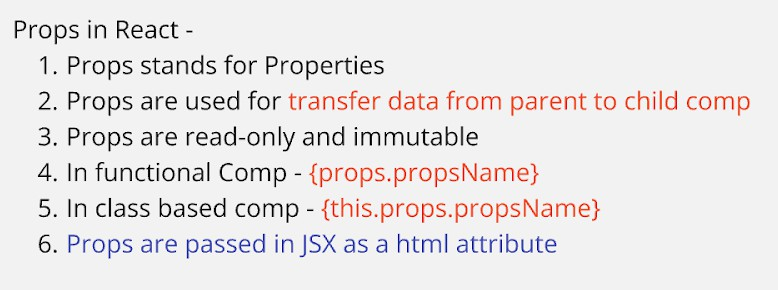 Props in React -
1. Props stands for Properties
2. Props are used for transfer data from parent to child comp
3. Props are read-only and immutable
4. In functional Comp - {props.propsName}
5. In class based comp - {this.props.propsName}
6. Props are passed in JSX as a html attribute